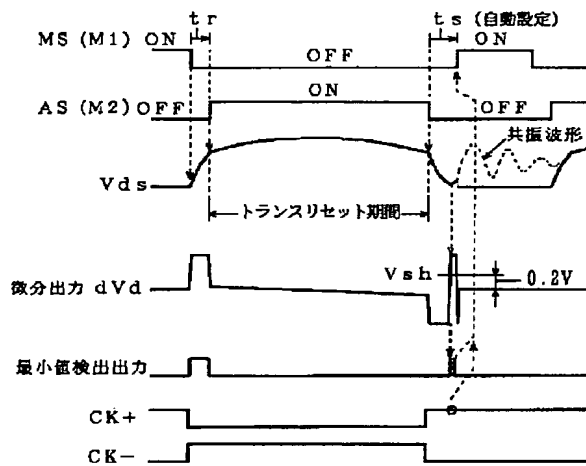 tr
ts (自動設定)
MS (M1) ON
OFF
ON
AS (M2) OFF
ON
OFF
共振波形
Vds
トランスリセット期間
Vsh
0.2V
微分出力 dVd
最小値検出出力
CK+
CK−